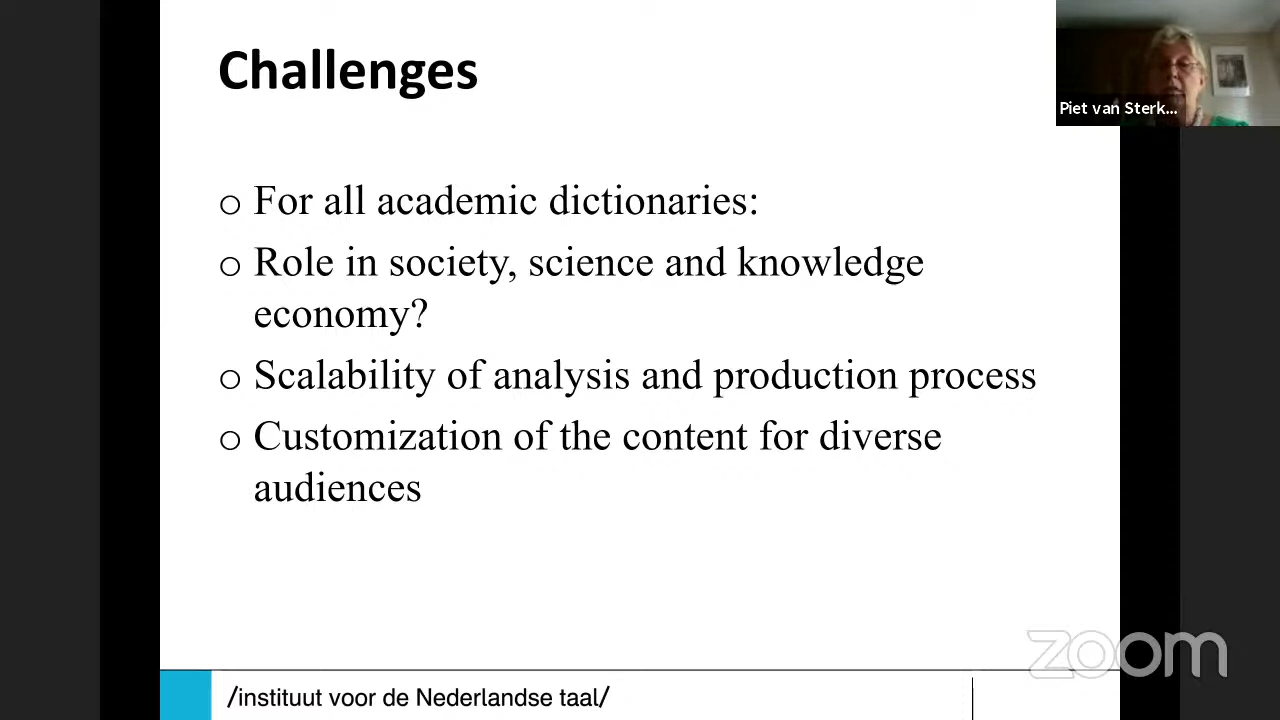 Challenges
Piet van Sterk...
o For all academic dictionaries:
o Role in society, science and knowledge
economy?
o Scalability of analysis and production process
o Customization of the content for diverse
audiences
zoom
/instituut voor de Nederlandse taal/